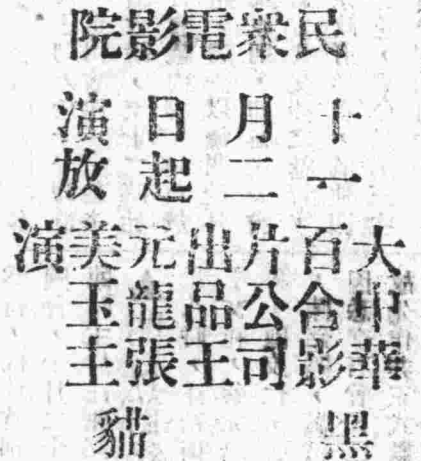 民衆電影院
十一
月二
日起
演放
大中華
百合影
片公司
出品王
元龍張
美玉主
演
黑貓